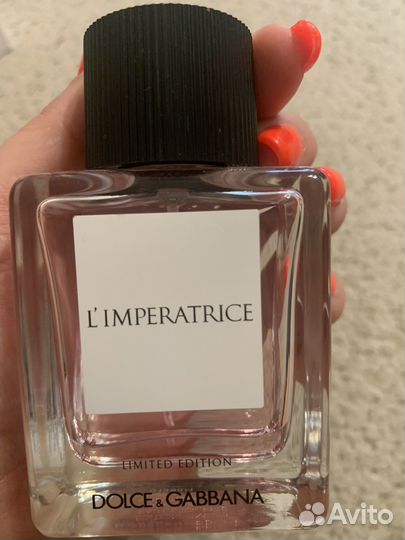 L'IMPERATRICE
LIMITED EDITION
DOLCE & GABBANA
Avito